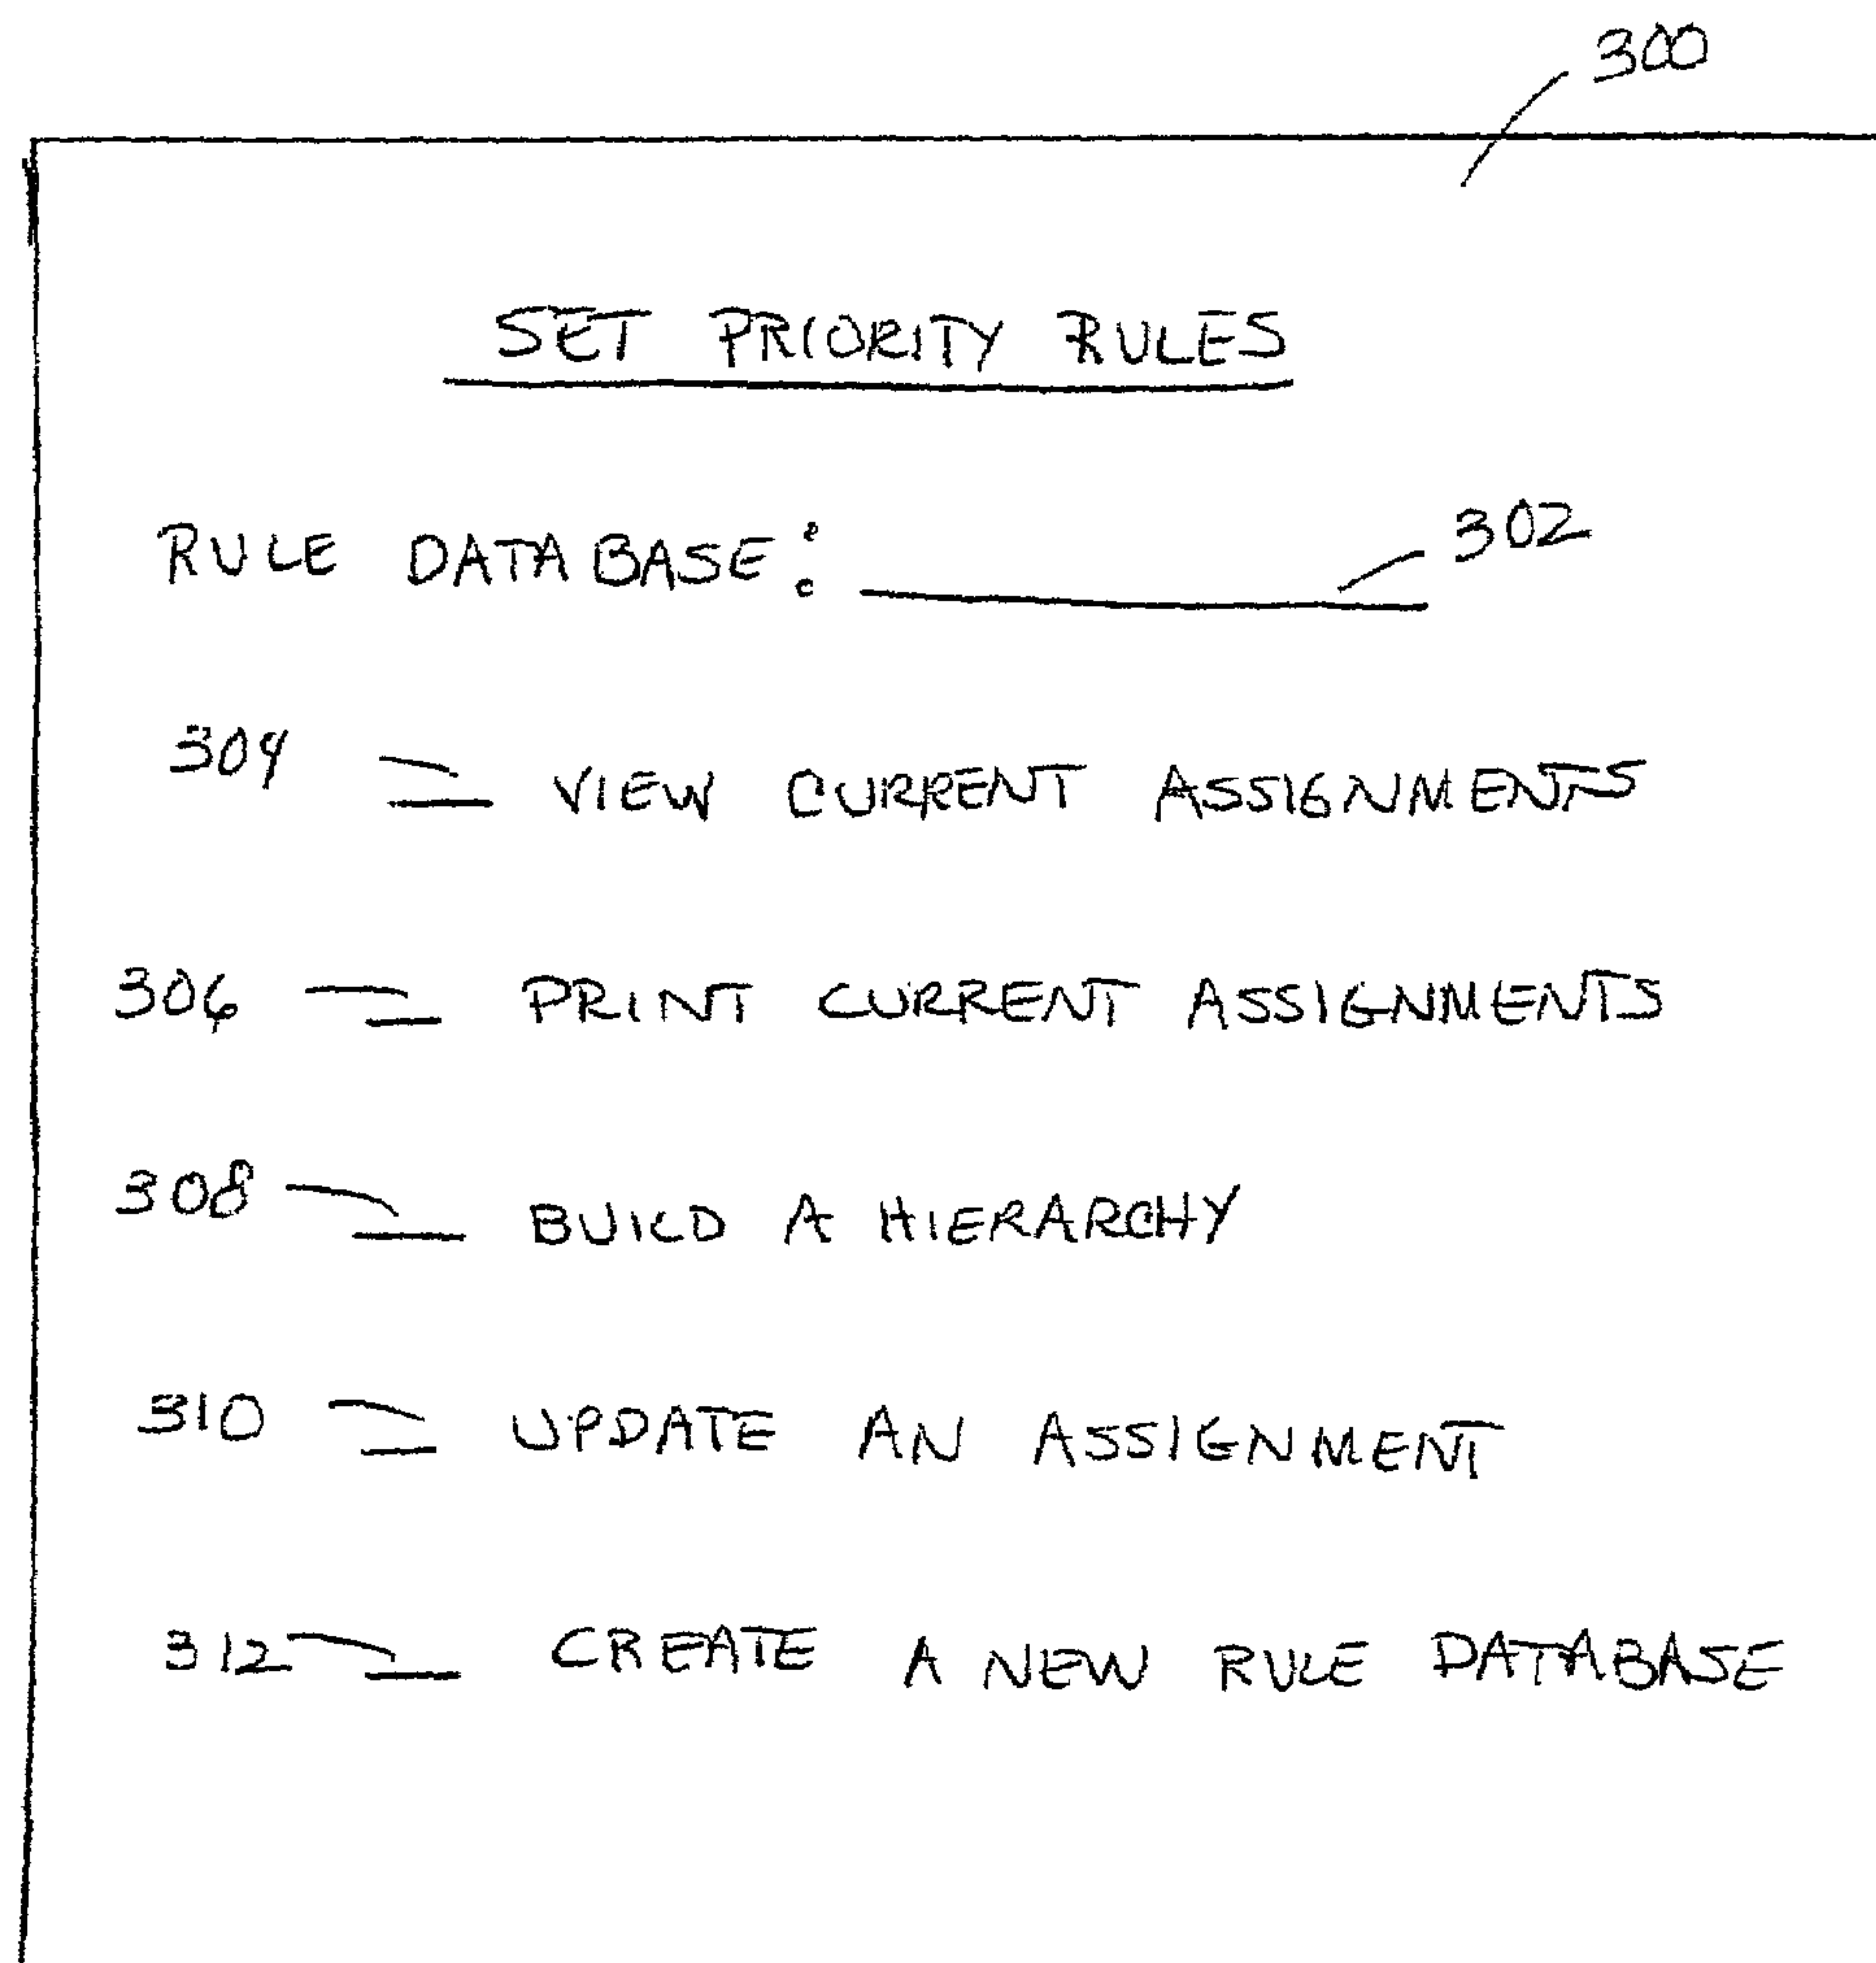 300
SET PRIORITY RULES
RULE DATABASE: 302
304 VIEW CURRENT ASSIGNMENTS
306 PRINT CURRENT ASSIGNMENTS
308 BUILD A HIERARCHY
310 UPDATE AN ASSIGNMENT
312 CREATE A NEW RULE DATABASE